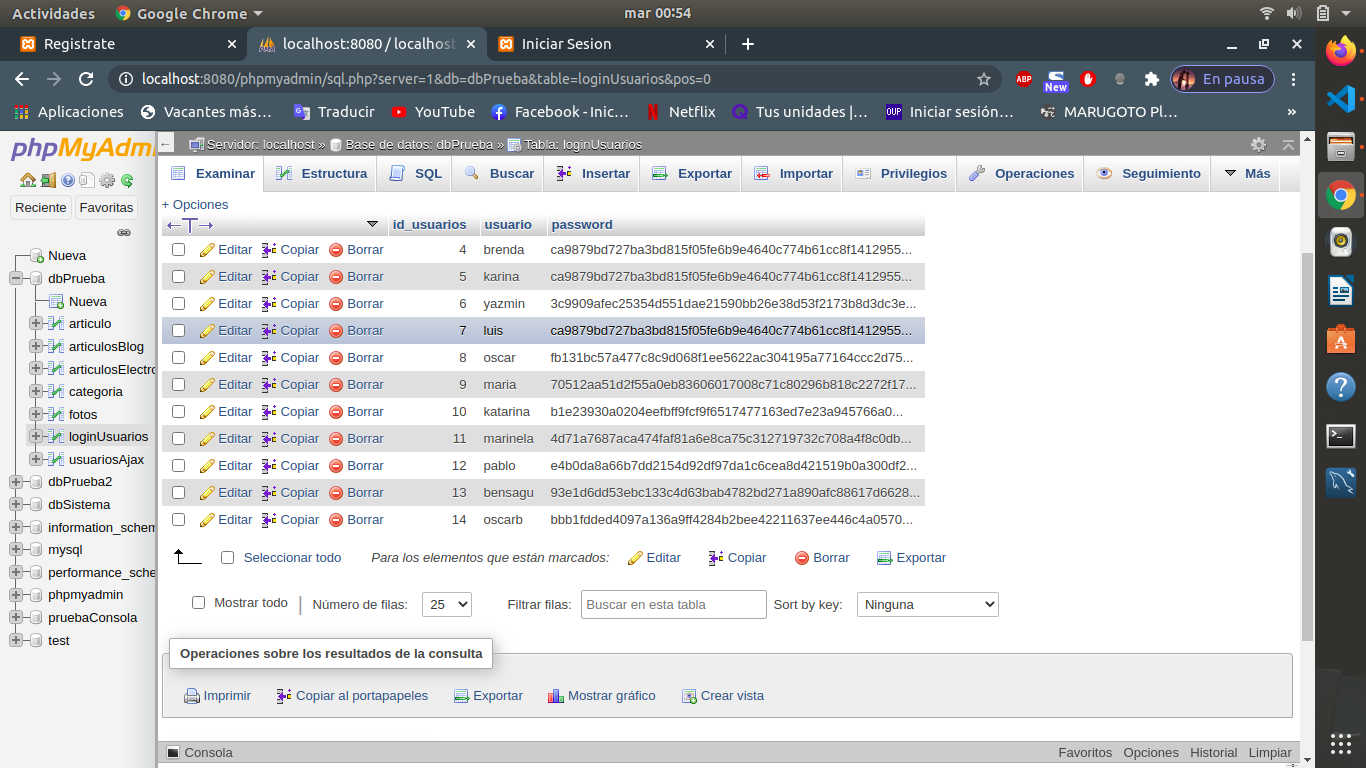 Actividades Google Chrome mar 00:54
Registrate localhost:8080 / localhost Iniciar Sesion
localhost:8080/phpmyadmin/sql.php?server=1&db=dbPrueba&table=loginUsuarios&pos=0 ABP New En pausa
Aplicaciones Vacantes más… Traducir YouTube Facebook - Inic… Netflix Tus unidades |… OUP Iniciar sesión… MARUGOTO Pl… »
phpMyAdmi
Servidor: localhost » Base de datos: dbPrueba » Tabla: loginUsuarios
Examinar Estructura SQL Buscar Insertar Exportar Importar Privilegios Operaciones Seguimiento Más
Reciente Favoritas
Nueva
dbPrueba
Nueva
articulo
articulosBlog
articulosElectro
categoria
fotos
loginUsuarios
usuariosAjax
dbPrueba2
dbSistema
information_schem
mysql
performance_sche
phpmyadmin
pruebaConsola
test
+ Opciones
id_usuarios usuario password
Editar Copiar Borrar 4 brenda ca9879bd727ba3bd815f05fe6b9e4640c774b61cc8f1412955...
Editar Copiar Borrar 5 karina ca9879bd727ba3bd815f05fe6b9e4640c774b61cc8f1412955...
Editar Copiar Borrar 6 yazmin 3c9909afec25354d551dae21590bb26e38d53f2173b8d3dc3e...
Editar Copiar Borrar 7 luis ca9879bd727ba3bd815f05fe6b9e4640c774b61cc8f1412955...
Editar Copiar Borrar 8 oscar fb131bc57a477c8c9d068f1ee5622ac304195a77164ccc2d75...
Editar Copiar Borrar 9 maria 70512aa51d2f55a0eb83606017008c71c80296b818c2272f17...
Editar Copiar Borrar 10 katarina b1e23930a0204eefbff9fcf9f6517477163ed7e23a945766a0...
Editar Copiar Borrar 11 marinela 4d71a7687aca474faf81a6e8ca75c312719732c708a4f8c0db...
Editar Copiar Borrar 12 pablo e4b0da8a66b7dd2154d92df97da1c6cea8d421519b0a300df2...
Editar Copiar Borrar 13 bensagu 93e1d6dd53ebc133c4d63bab4782bd271a890afc88617d6628...
Editar Copiar Borrar 14 oscarb bbb1fdded4097a136a9ff4284b2bee42211637ee446c4a0570...
Seleccionar todo Para los elementos que están marcados: Editar Copiar Borrar Exportar
Mostrar todo | Número de filas: 25 Filtrar filas: Buscar en esta tabla Sort by key: Ninguna
Operaciones sobre los resultados de la consulta
Imprimir Copiar al portapapeles Exportar Mostrar gráfico Crear vista
Consola Favoritos Opciones Historial Limpiar